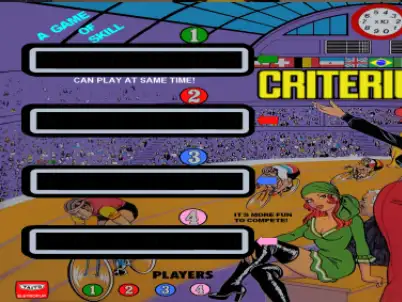 A GAME
OF
SKILL
1
CAN PLAY AT SAME TIME!
2
CRITERIU
3
4
IT'S MORE FUN
TO COMPETE!
PLAYERS
1 2 3 4